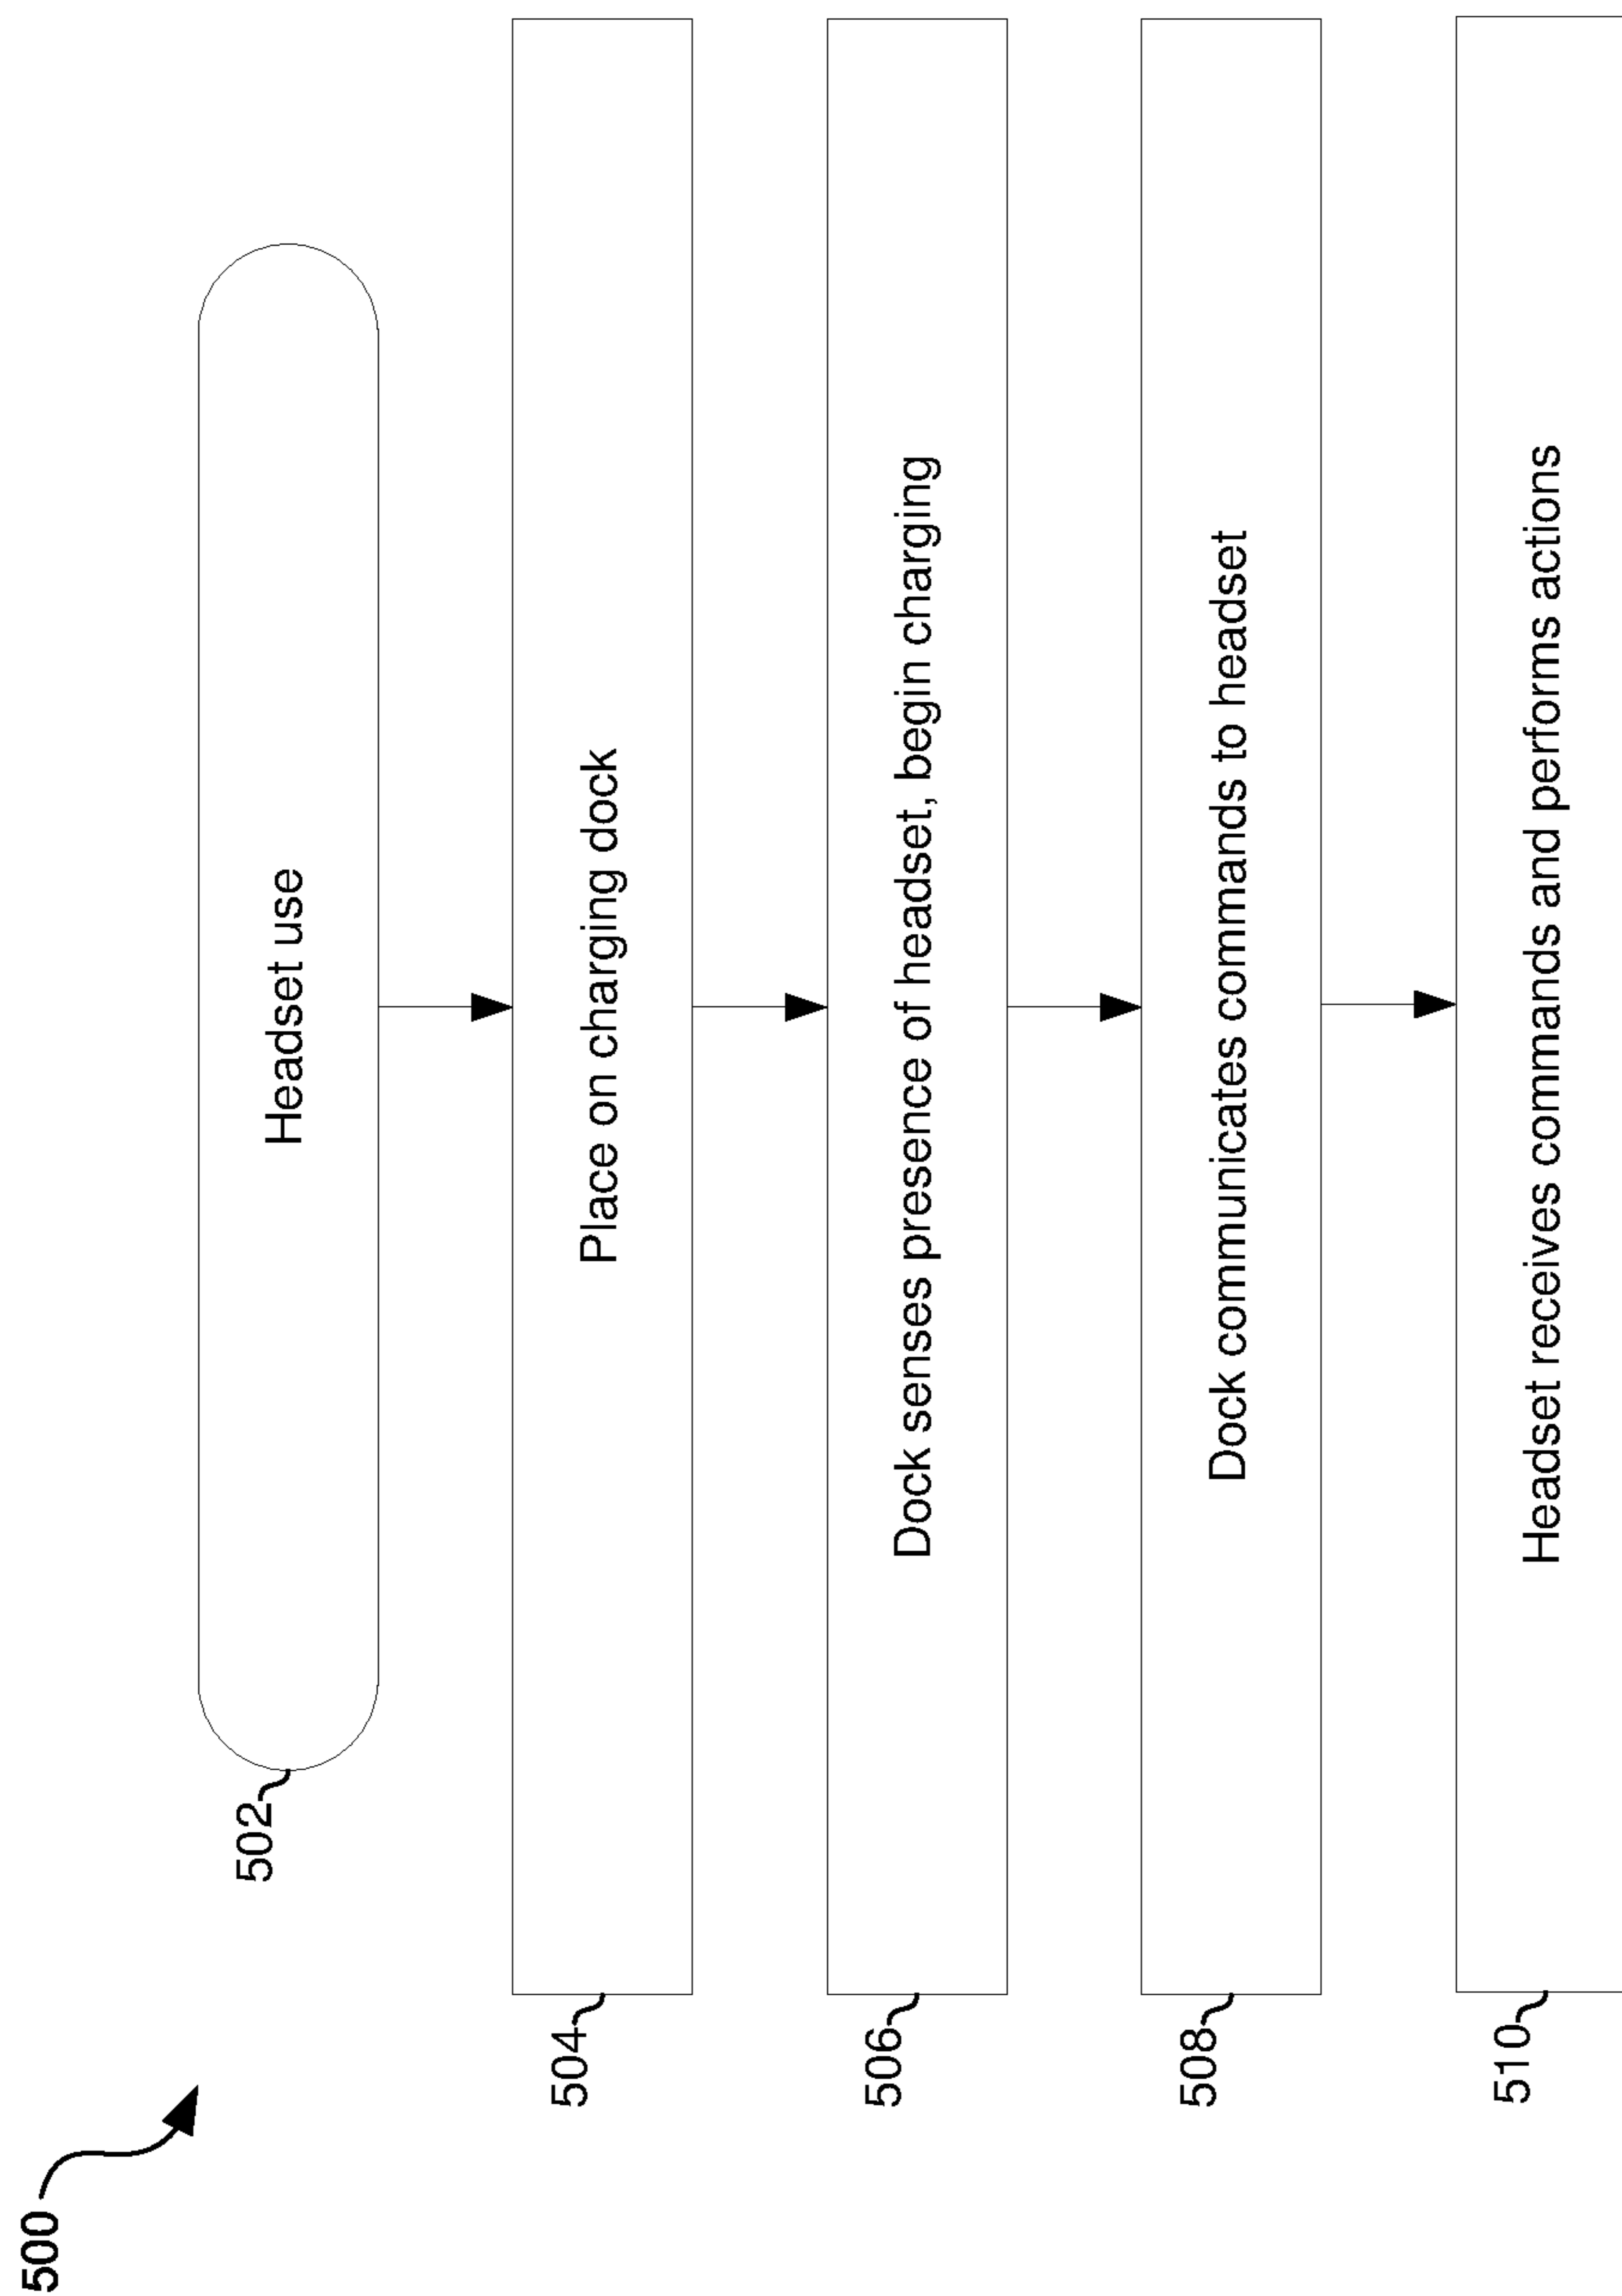 500
502
Headset use
504
Place on charging dock
506
Dock senses presence of headset, begin charging
508
Dock communicates commands to headset
510
Headset receives commands and performs actions